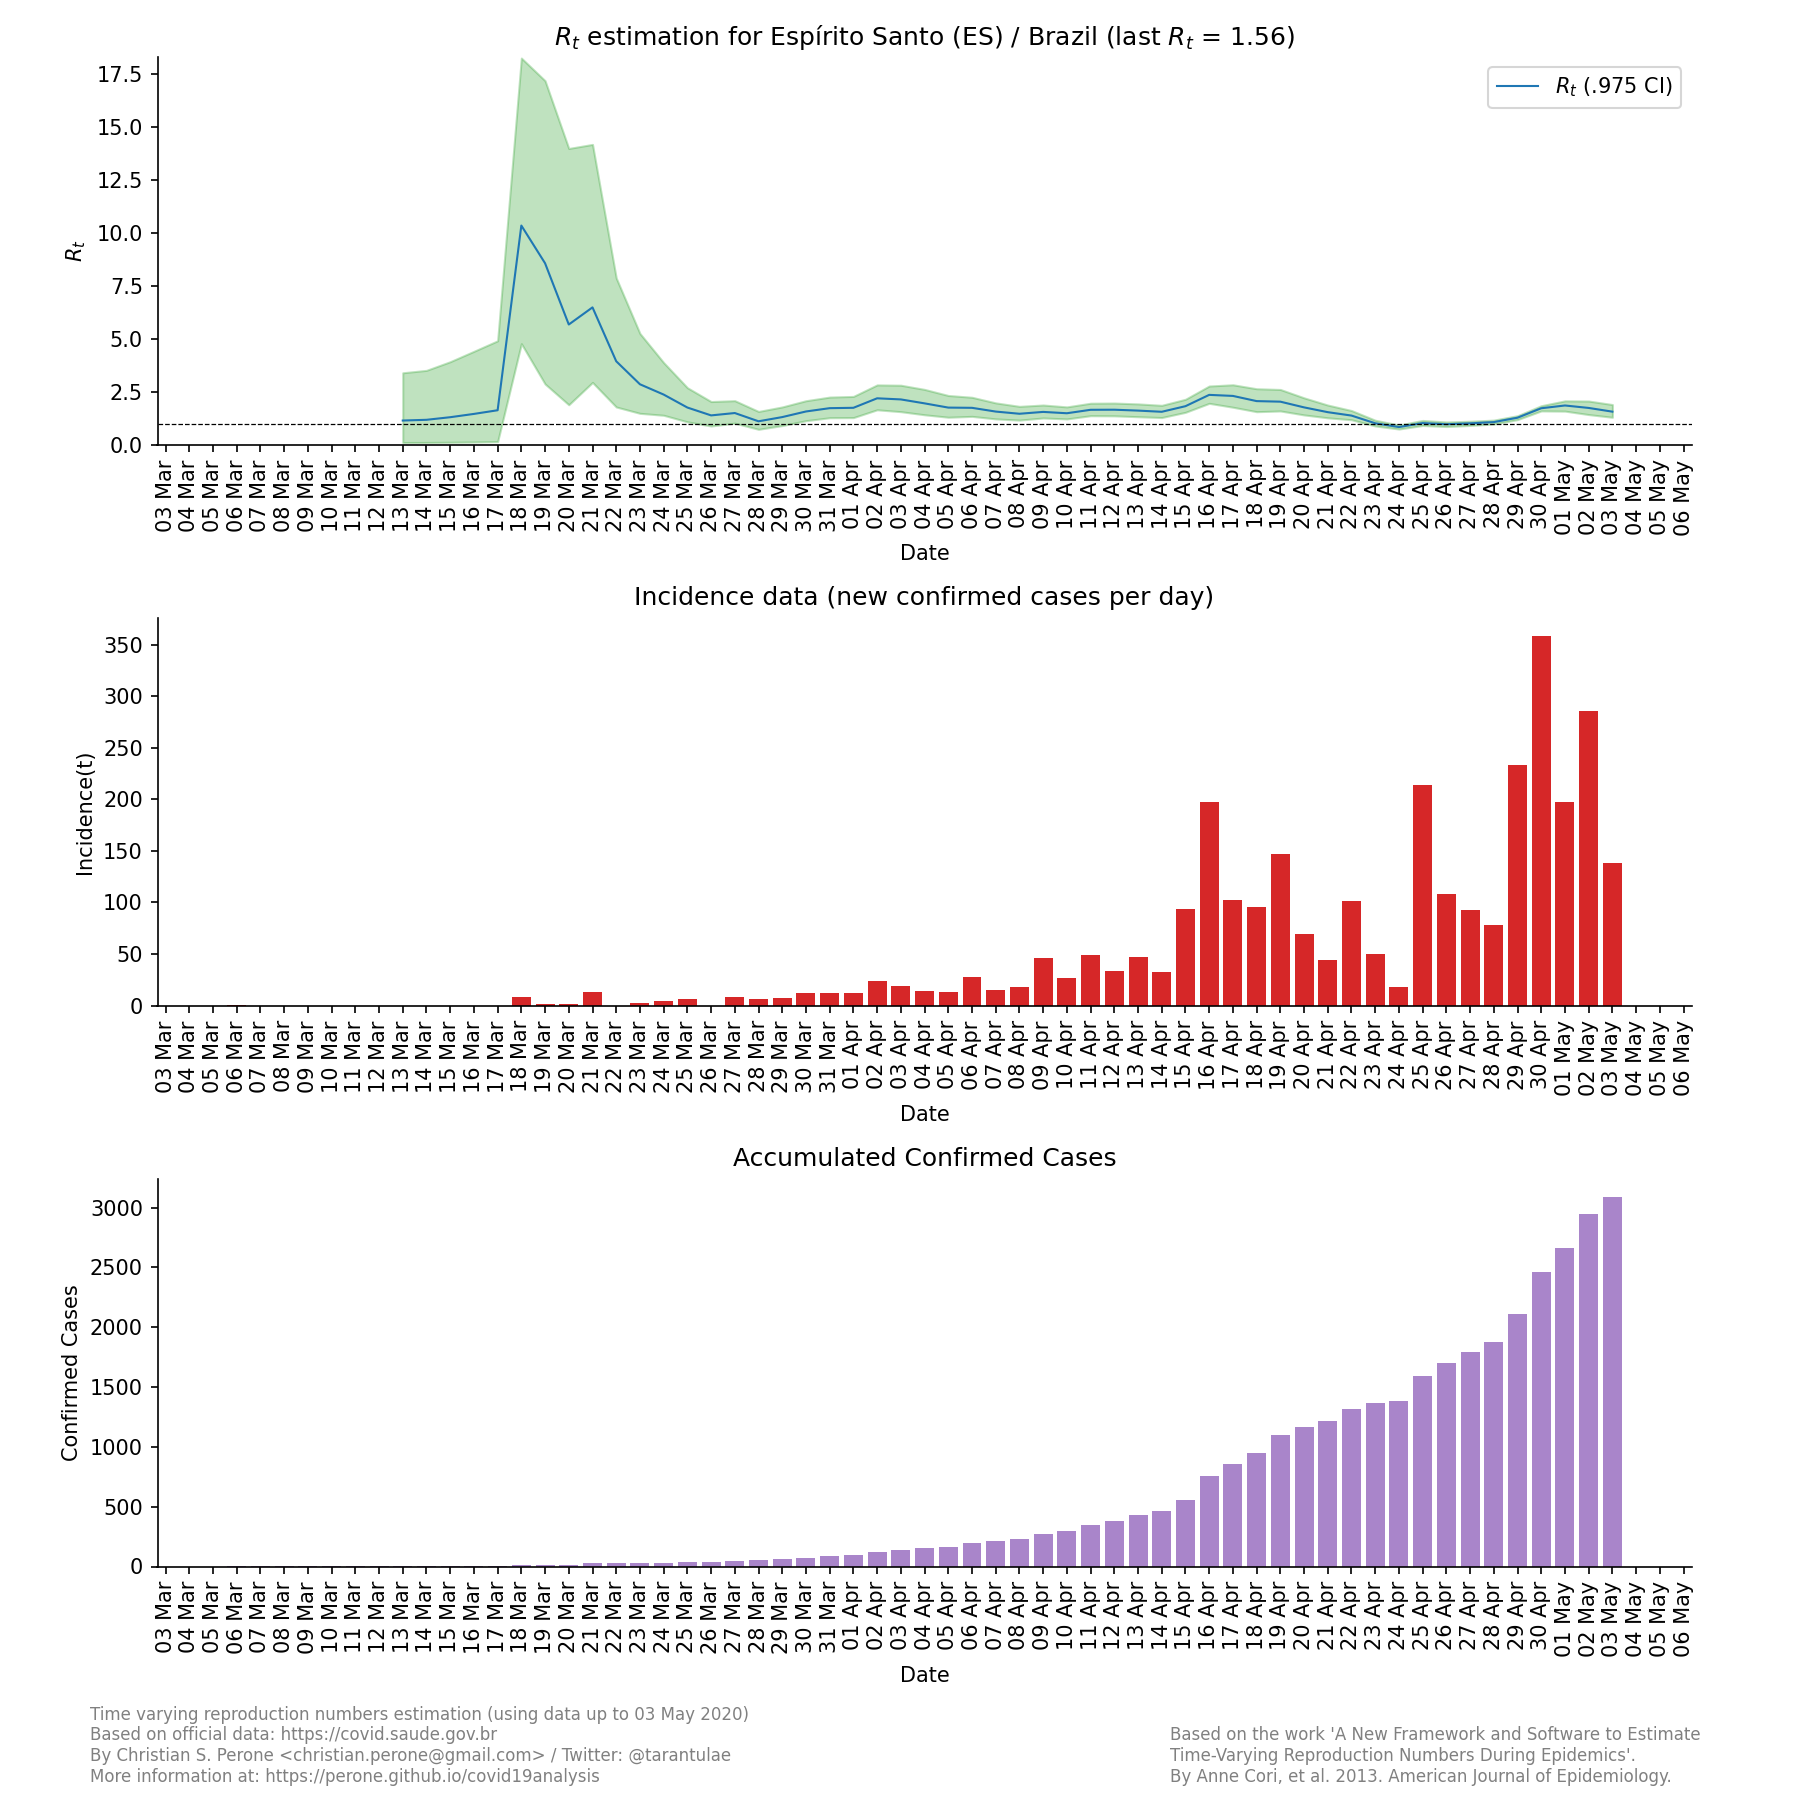 Rt estimation for Espírito Santo (ES) / Brazil (last Rt = 1.56)
17.5
15.0
12.5
10.0
7.5
5.0
2.5
0.0
Rt
Rt (.975 CI)
03 Mar 04 Mar 05 Mar 06 Mar 07 Mar 08 Mar 09 Mar 10 Mar 11 Mar 12 Mar 13 Mar 14 Mar 15 Mar 16 Mar 17 Mar 18 Mar 19 Mar 20 Mar 21 Mar 22 Mar 23 Mar 24 Mar 25 Mar 26 Mar 27 Mar 28 Mar 29 Mar 30 Mar 31 Mar 01 Apr 02 Apr 03 Apr 04 Apr 05 Apr 06 Apr 07 Apr 08 Apr 09 Apr 10 Apr 11 Apr 12 Apr 13 Apr 14 Apr 15 Apr 16 Apr 17 Apr 18 Apr 19 Apr 20 Apr 21 Apr 22 Apr 23 Apr 24 Apr 25 Apr 26 Apr 27 Apr 28 Apr 29 Apr 30 Apr 01 May 02 May 03 May 04 May 05 May 06 May
Date
Incidence data (new confirmed cases per day)
350
300
250
200
150
100
50
0
Incidence(t)
03 Mar 04 Mar 05 Mar 06 Mar 07 Mar 08 Mar 09 Mar 10 Mar 11 Mar 12 Mar 13 Mar 14 Mar 15 Mar 16 Mar 17 Mar 18 Mar 19 Mar 20 Mar 21 Mar 22 Mar 23 Mar 24 Mar 25 Mar 26 Mar 27 Mar 28 Mar 29 Mar 30 Mar 31 Mar 01 Apr 02 Apr 03 Apr 04 Apr 05 Apr 06 Apr 07 Apr 08 Apr 09 Apr 10 Apr 11 Apr 12 Apr 13 Apr 14 Apr 15 Apr 16 Apr 17 Apr 18 Apr 19 Apr 20 Apr 21 Apr 22 Apr 23 Apr 24 Apr 25 Apr 26 Apr 27 Apr 28 Apr 29 Apr 30 Apr 01 May 02 May 03 May 04 May 05 May 06 May
Date
Accumulated Confirmed Cases
3000
2500
2000
1500
1000
500
0
Confirmed Cases
03 Mar 04 Mar 05 Mar 06 Mar 07 Mar 08 Mar 09 Mar 10 Mar 11 Mar 12 Mar 13 Mar 14 Mar 15 Mar 16 Mar 17 Mar 18 Mar 19 Mar 20 Mar 21 Mar 22 Mar 23 Mar 24 Mar 25 Mar 26 Mar 27 Mar 28 Mar 29 Mar 30 Mar 31 Mar 01 Apr 02 Apr 03 Apr 04 Apr 05 Apr 06 Apr 07 Apr 08 Apr 09 Apr 10 Apr 11 Apr 12 Apr 13 Apr 14 Apr 15 Apr 16 Apr 17 Apr 18 Apr 19 Apr 20 Apr 21 Apr 22 Apr 23 Apr 24 Apr 25 Apr 26 Apr 27 Apr 28 Apr 29 Apr 30 Apr 01 May 02 May 03 May 04 May 05 May 06 May
Date
Time varying reproduction numbers estimation (using data up to 03 May 2020)
Based on official data: https://covid.saude.gov.br
By Christian S. Perone <christian.perone@gmail.com> / Twitter: @tarantulae
More information at: https://perone.github.io/covid19analysis
Based on the work 'A New Framework and Software to Estimate
Time-Varying Reproduction Numbers During Epidemics'.
By Anne Cori, et al. 2013. American Journal of Epidemiology.